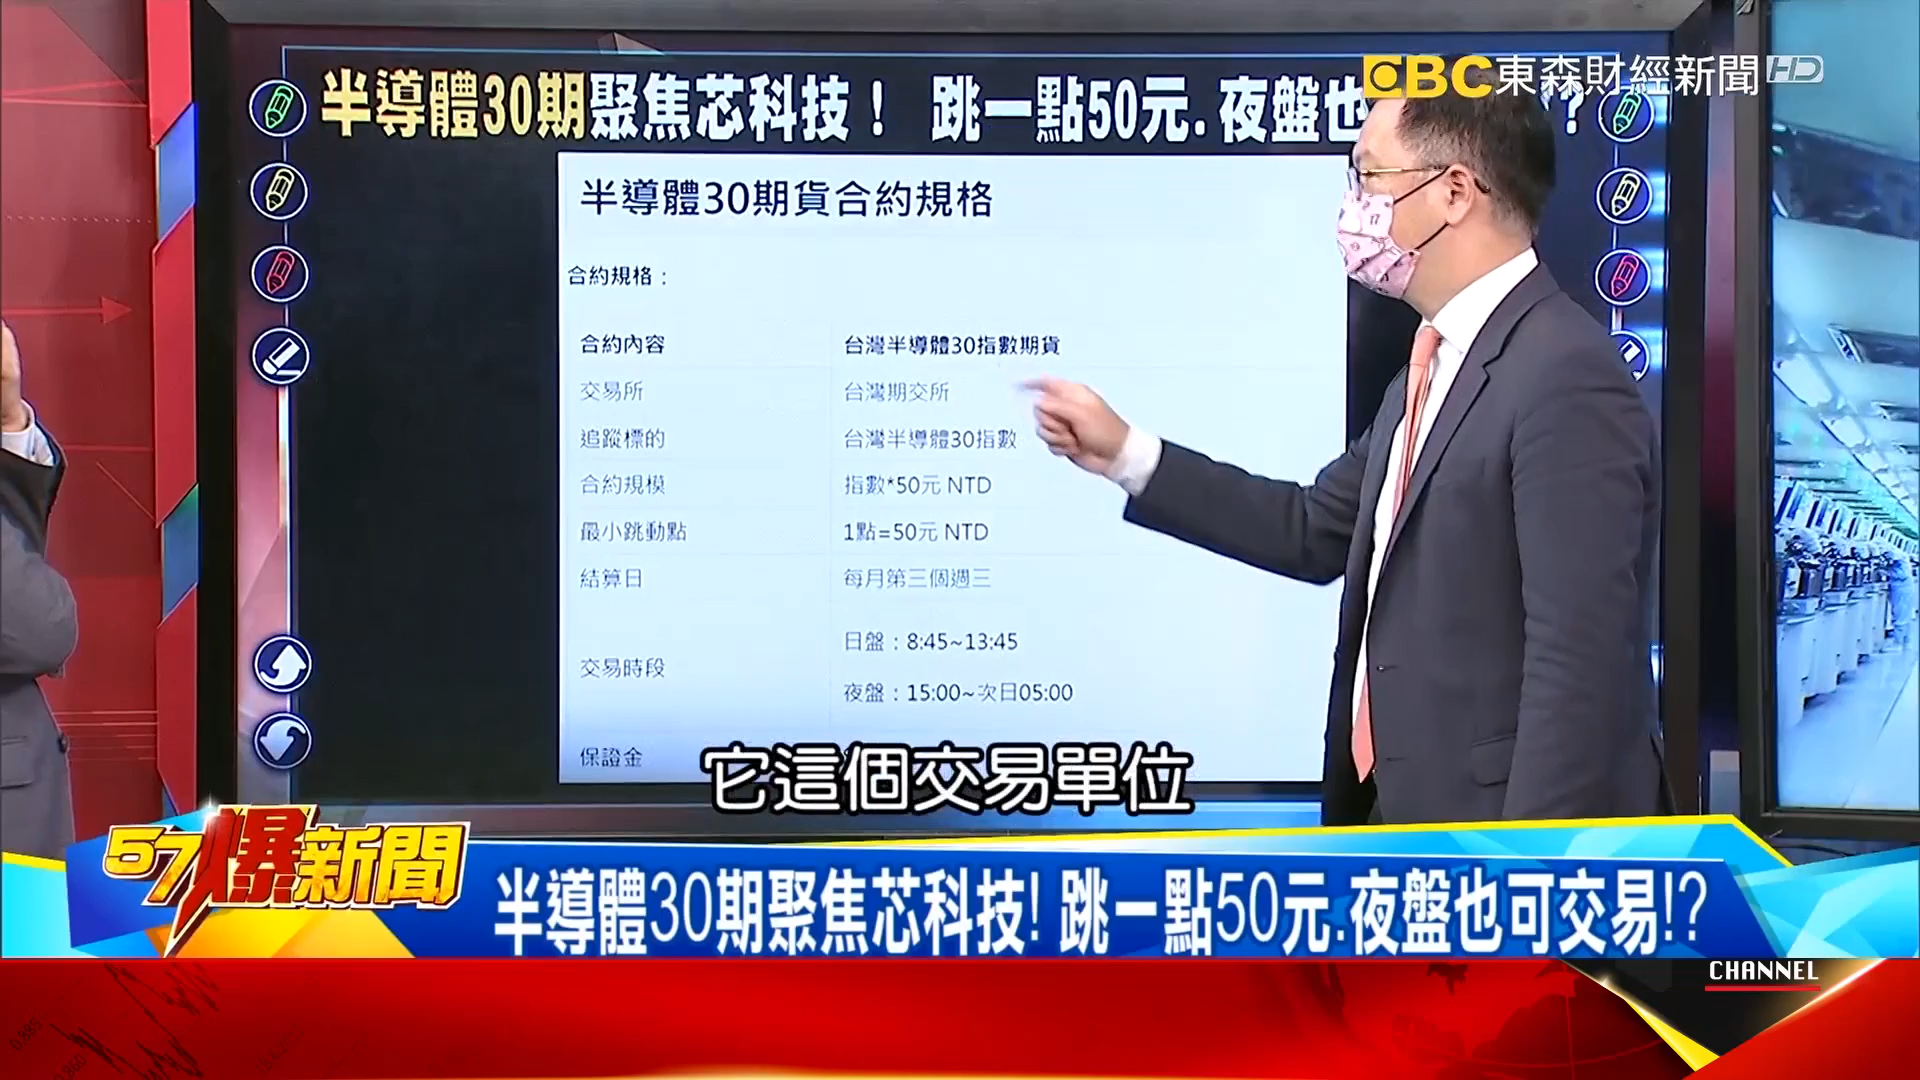 EBC東森財經新聞HD
半導體30期聚焦芯科技！ 跳一點50元.夜盤也
?
半導體30期貨合約規格
合約規格：
合約內容 台灣半導體30指數期貨
交易所 台灣期交所
追蹤標的 台灣半導體30指數
合約規模 指數*50元 NTD
最小跳動點 1點=50元 NTD
結算日 每月第三個週三
交易時段 日盤：8:45~13:45
夜盤：15:00~次日05:00
保證金
它這個交易單位
57爆新聞
半導體30期聚焦芯科技! 跳一點50元.夜盤也可交易!?
CHANNEL